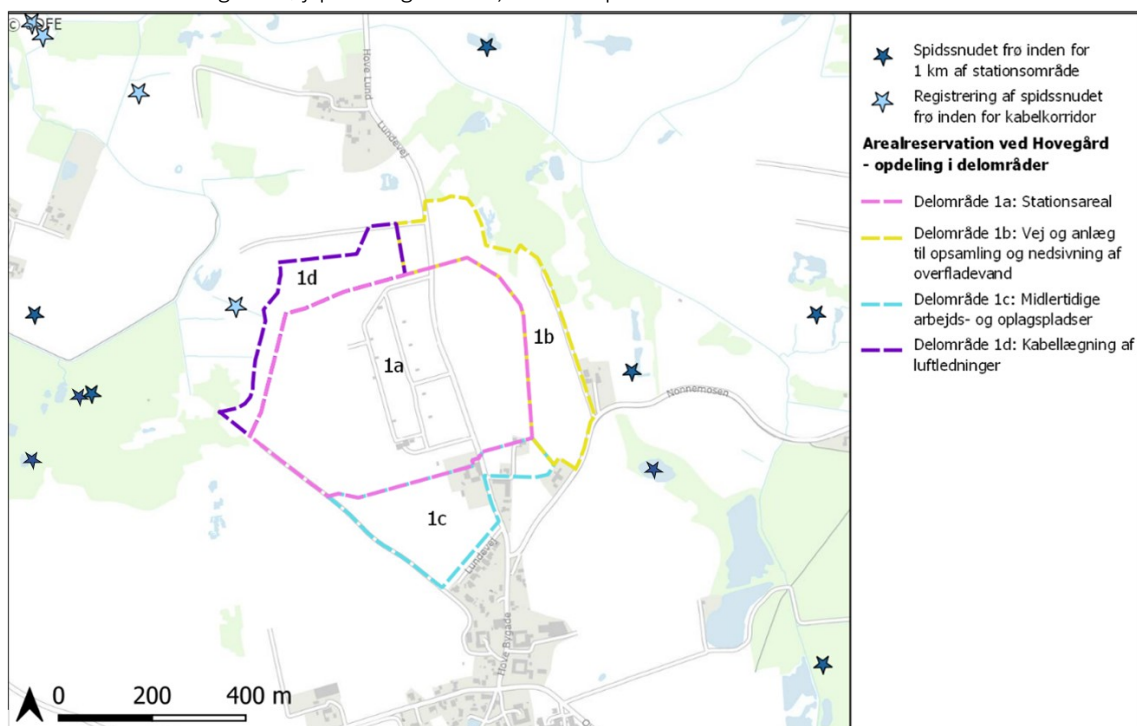 © SDFE
Hove Lund
Lundevej
1d
1b
1a
Nonnemosen
1c
Lundevej
Hove Bygade
0 200 400 m
Spidssnudet frø inden for
1 km af stationsområde
Registrering af spidssnudet
frø inden for kabelkorridor
Arealreservation ved Hovegård
- opdeling i delområder
Delområde 1a: Stationsareal
Delområde 1b: Vej og anlæg
til opsamling og nedsivning af
overfladevand
Delområde 1c: Midlertidige
arbejds- og oplagspladser
Delområde 1d: Kabellægning af
luftledninger